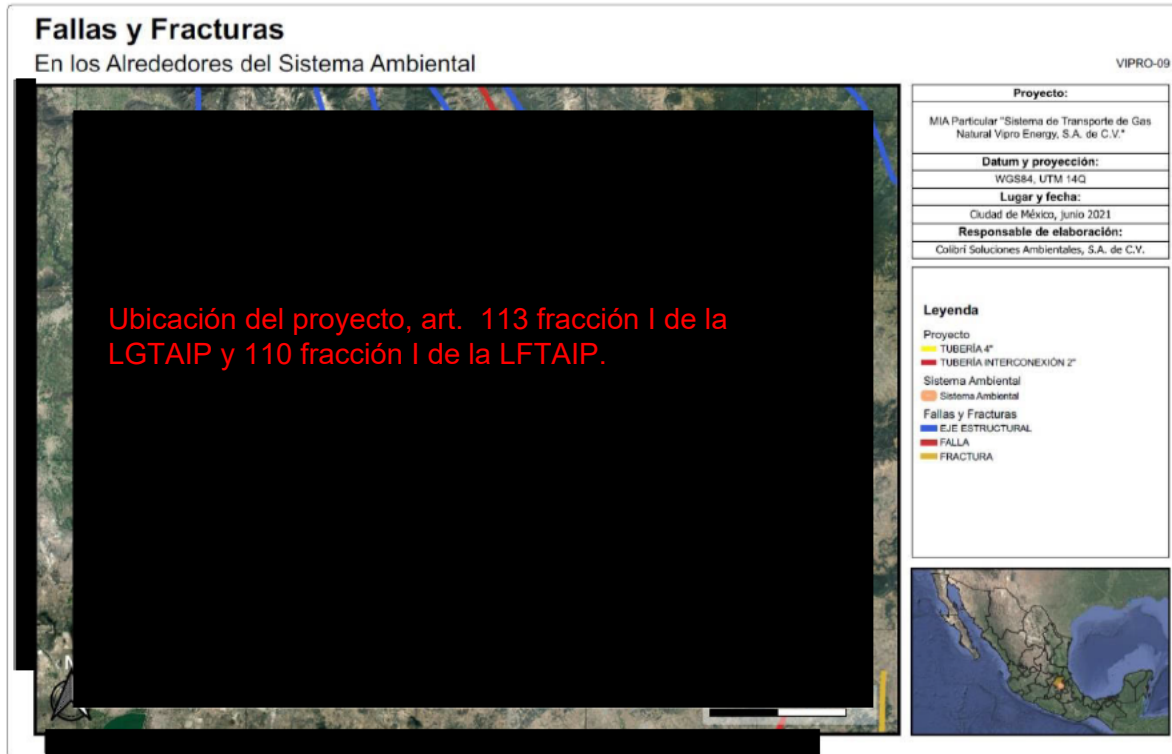 Fallas y Fracturas
En los Alrededores del Sistema Ambiental
VIPRO-09
Ubicación del proyecto, art. 113 fracción I de la
LGTAIP y 110 fracción I de la LFTAIP.
N
Proyecto:
MIA Particular "Sistema de Transporte de Gas
Natural Vipro Energy, S.A. de C.V."
Datum y proyección:
WGS84, UTM 14Q
Lugar y fecha:
Ciudad de México, junio 2021
Responsable de elaboración:
Colibrí Soluciones Ambientales, S.A. de C.V.
Leyenda
Proyecto
TUBERÍA 4"
TUBERÍA INTERCONEXIÓN 2"
Sistema Ambiental
Sistema Ambiental
Fallas y Fracturas
EJE ESTRUCTURAL
FALLA
FRACTURA